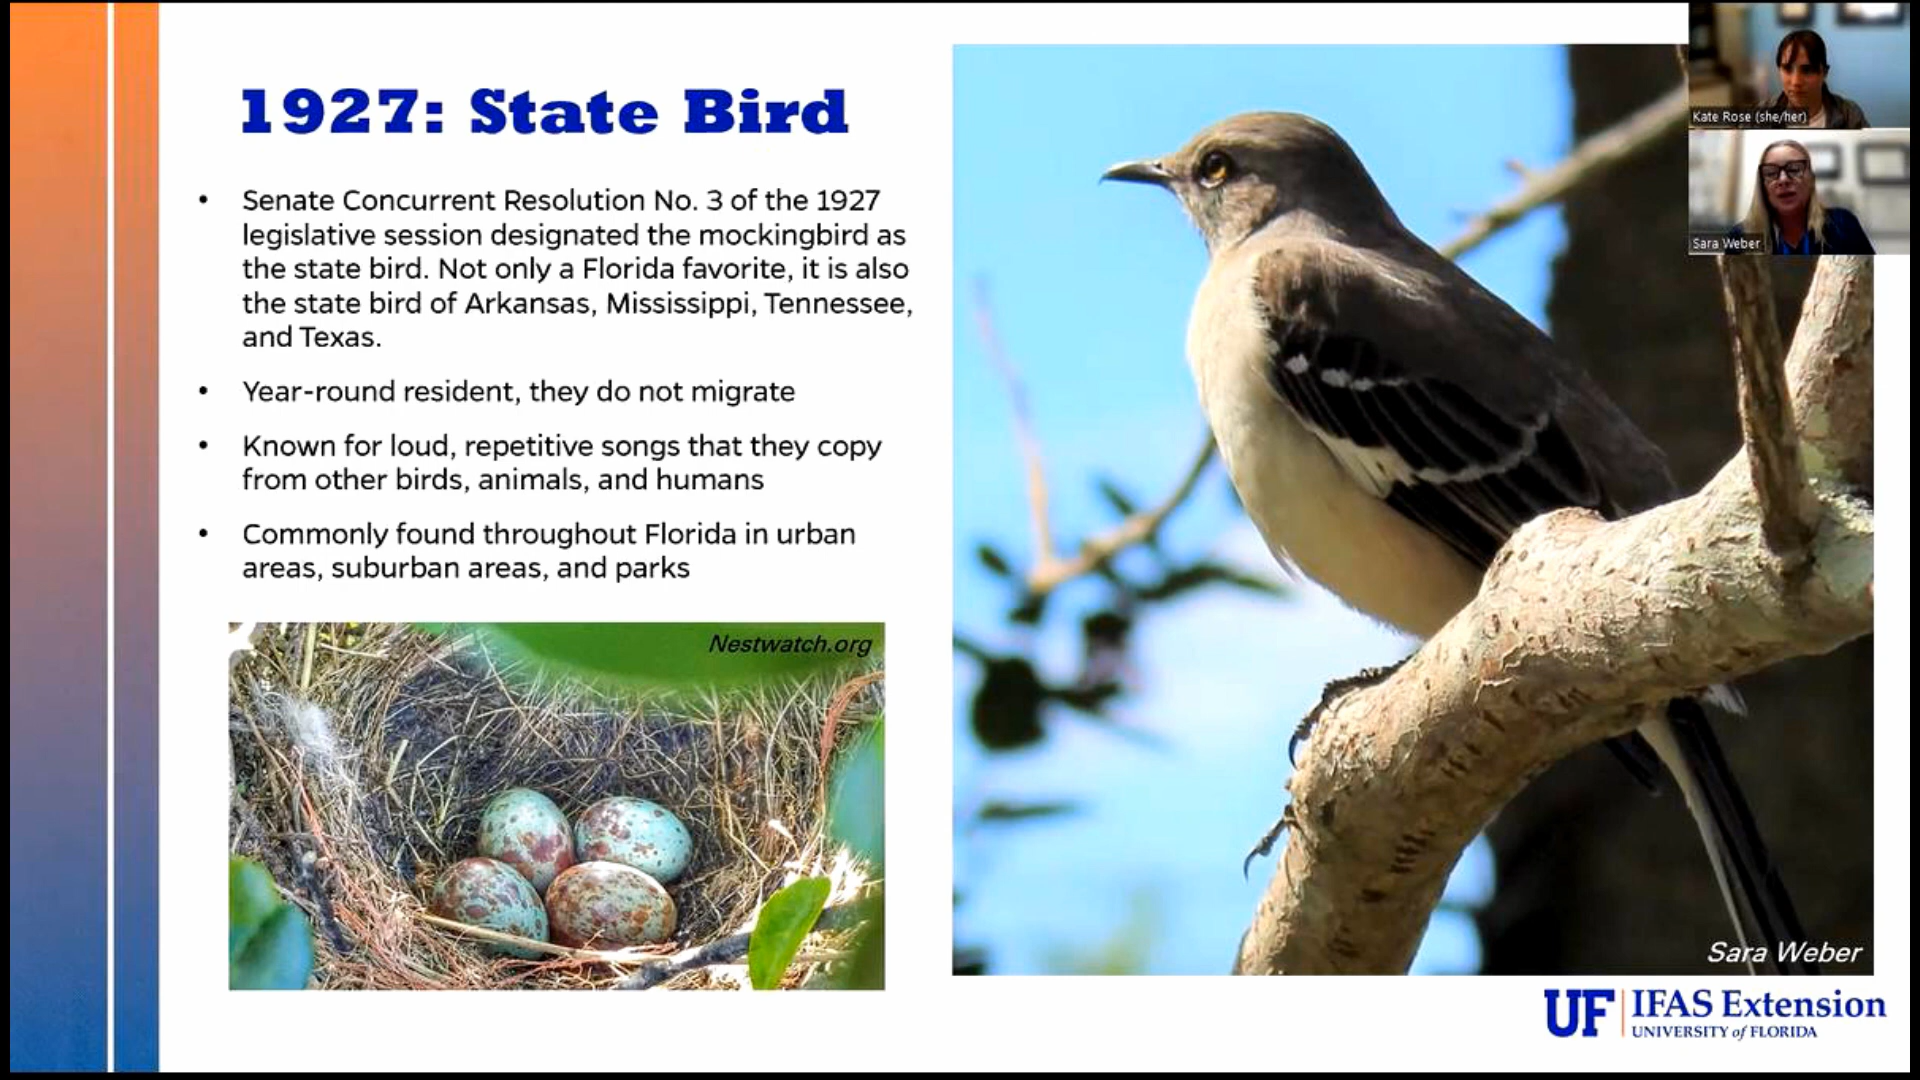 1927: State Bird
• Senate Concurrent Resolution No. 3 of the 1927
legislative session designated the mockingbird as
the state bird. Not only a Florida favorite, it is also
the state bird of Arkansas, Mississippi, Tennessee,
and Texas.
• Year-round resident, they do not migrate
• Known for loud, repetitive songs that they copy
from other birds, animals, and humans
• Commonly found throughout Florida in urban
areas, suburban areas, and parks
Nestwatch.org
Kate Rose (she/her)
Sara Weber
Sara Weber
UF IFAS Extension
UNIVERSITY of FLORIDA